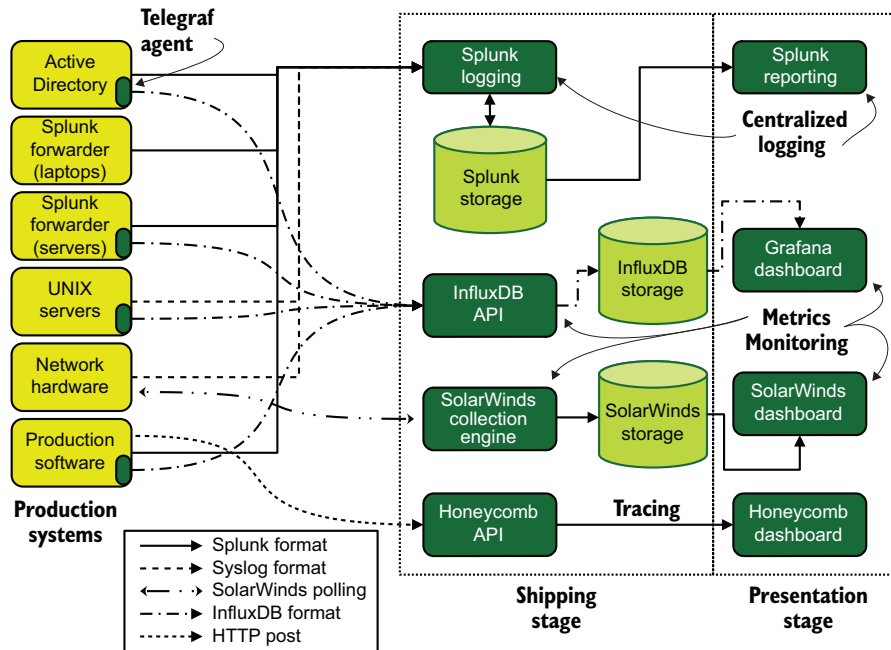 Telegraf
agent
Active
Directory
Splunk
forwarder
(laptops)
Splunk
forwarder
(servers)
UNIX
servers
Network
hardware
Production
software
Production
systems
Splunk
logging
Splunk
storage
InfluxDB
API
InfluxDB
storage
SolarWinds
collection
engine
SolarWinds
storage
Honeycomb
API
Tracing
Splunk
reporting
Centralized
logging
Grafana
dashboard
Metrics
Monitoring
SolarWinds
dashboard
Honeycomb
dashboard
Splunk format
Syslog format
SolarWinds polling
InfluxDB format
HTTP post
Shipping
stage
Presentation
stage